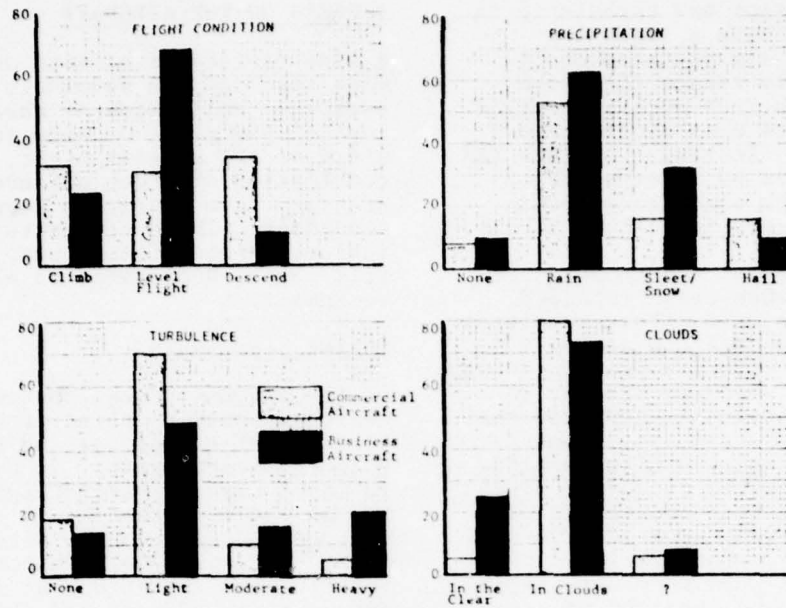 FLIGHT CONDITION
80
60
40
20
0
Climb
Level
Flight
Descend
PRECIPITATION
80
60
40
20
0
None
Rain
Sleet/
Snow
Hail
TURBULENCE
80
60
40
20
0
Commercial
Aircraft
Business
Aircraft
None
Light
Moderate
Heavy
CLOUDS
80
60
40
20
0
In the
Clear
In Clouds
?